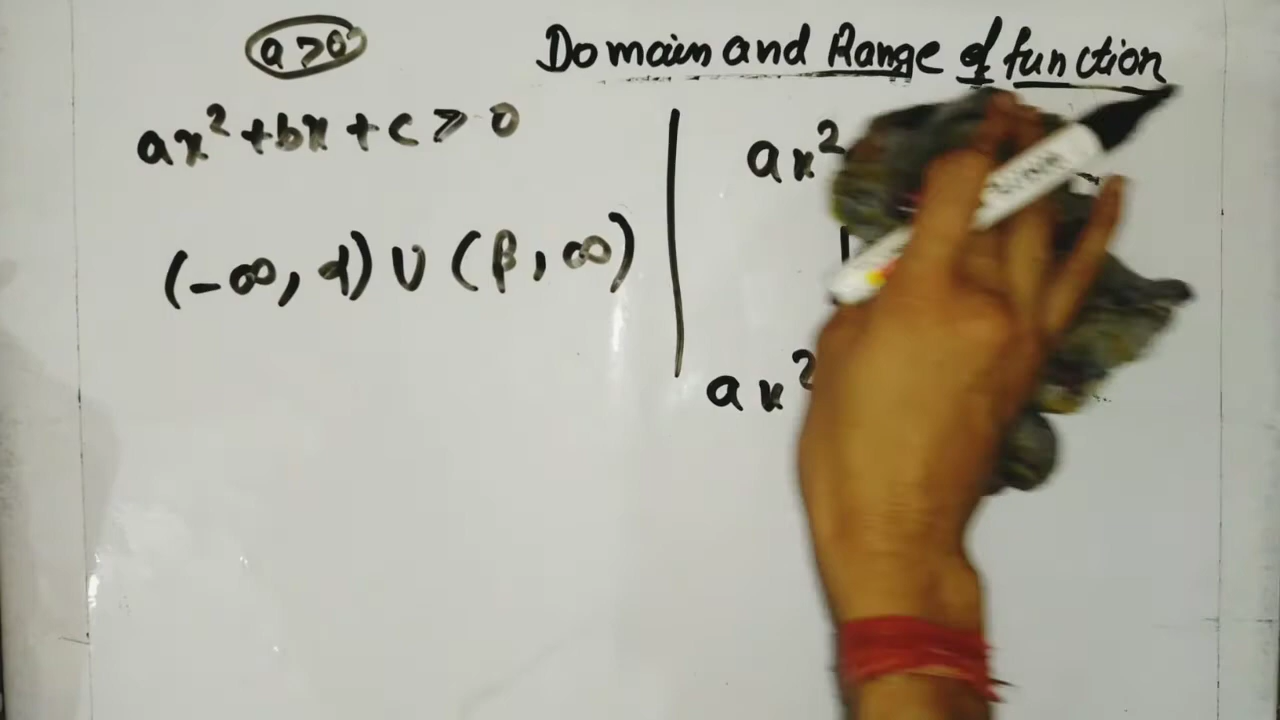 a>0
Domain and Range of function
ax²+bx+c>0
(-∞, α)∪(β, ∞)
ax²
ax²